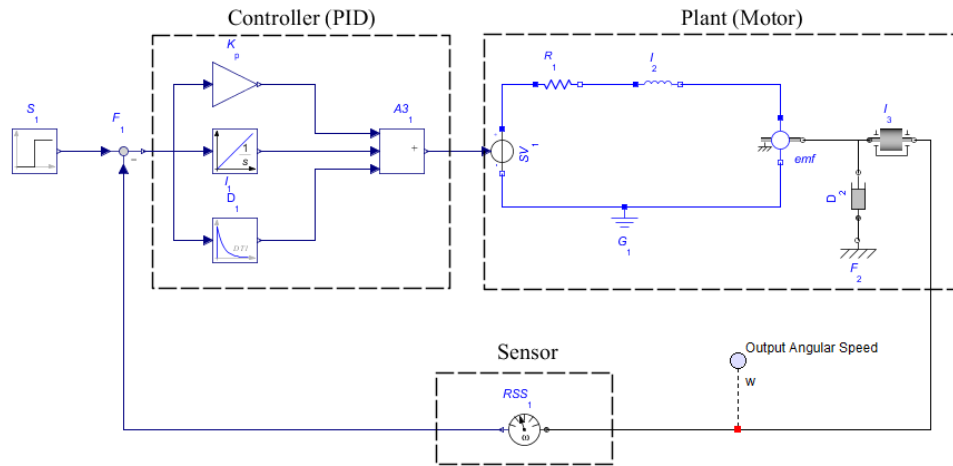 Controller (PID)
Plant (Motor)
K
p
S
1
F
1
A3
1
R
1
I
2
I
3
+
1
s
-
SV
1
emf
I
1
D
1
D
2
DT1
G
1
F
2
Sensor
Output Angular Speed
w
RSS
1
ω